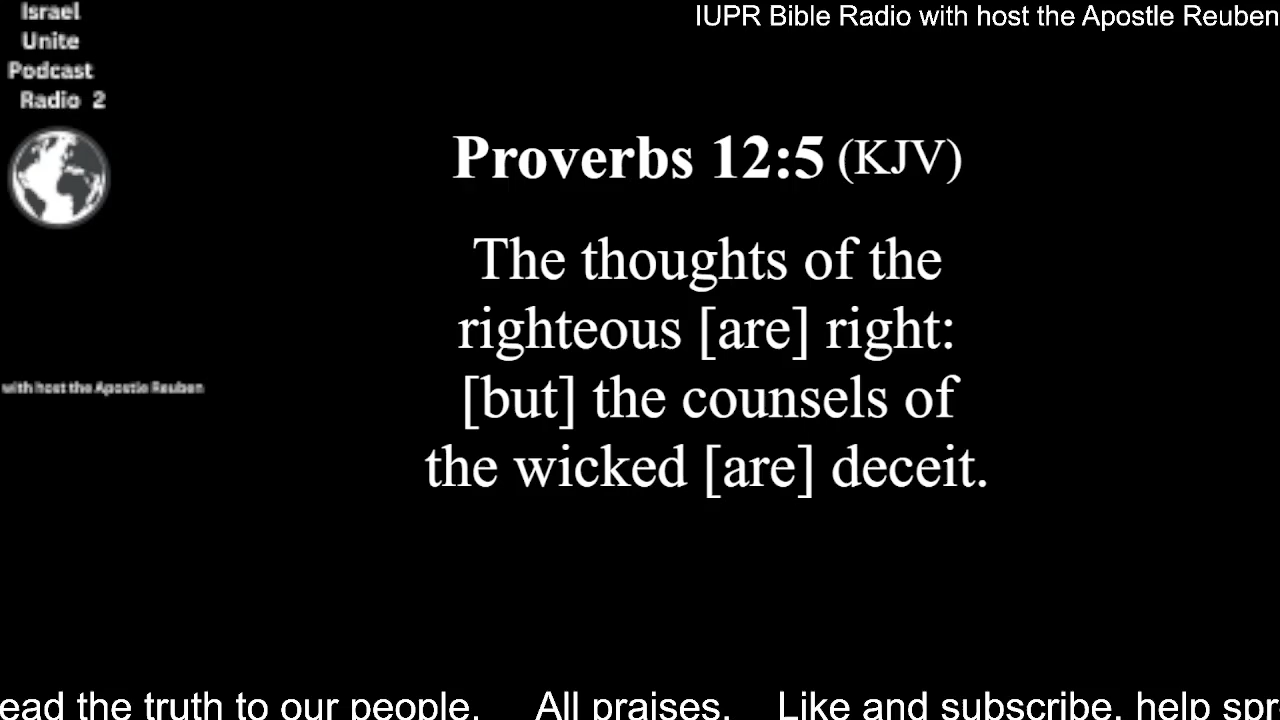 Israel
Unite
Podcast
Radio 2
IUPR Bible Radio with host the Apostle Reuben
Proverbs 12:5 (KJV)
The thoughts of the
righteous [are] right:
[but] the counsels of
the wicked [are] deceit.
with host the Apostle Reuben
ead the truth to our people. All praises. Like and subscribe, help spr